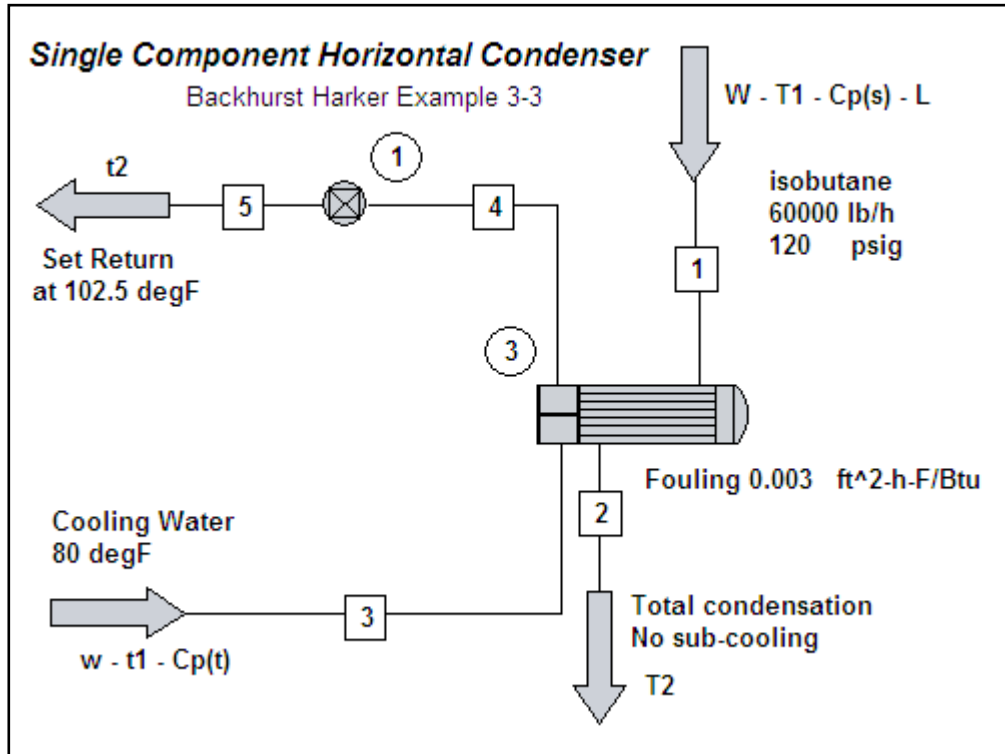 Single Component Horizontal Condenser
Backhurst Harker Example 3-3
W - T1 - Cp(s) - L
isobutane
60000 lb/h
120 psig
t2
5
1
4
Set Return
at 102.5 degF
1
3
Fouling 0.003 ft^2-h-F/Btu
2
Cooling Water
80 degF
3
w - t1 - Cp(t)
Total condensation
No sub-cooling
T2